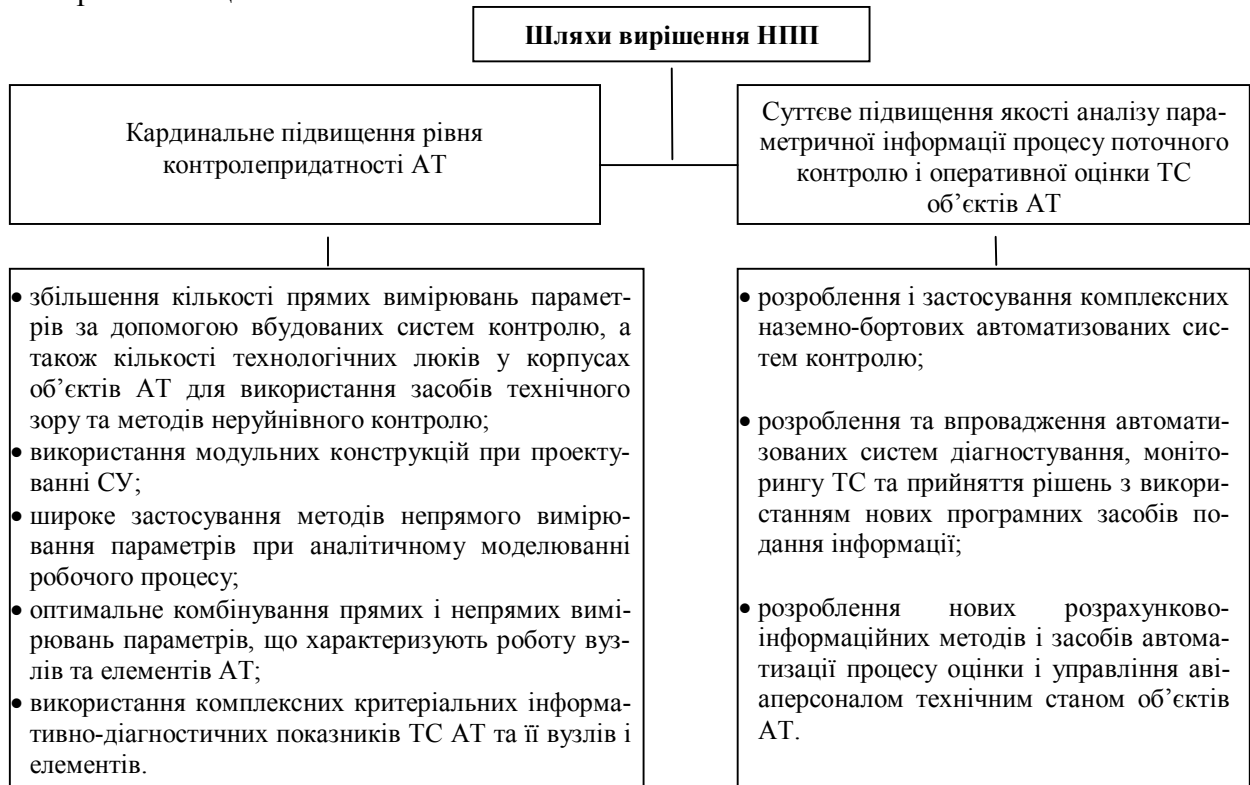 Шляхи вирішення НПП
Кардинальне підвищення рівня
контролепридатності АТ
Суттєве підвищення якості аналізу пара-
метричної інформації процесу поточного
контролю і оперативної оцінки ТС
об’єктів АТ
• збільшення кількості прямих вимірювань парамет-
рів за допомогою вбудованих систем контролю, а
також кількості технологічних люків у корпусах
об’єктів АТ для використання засобів технічного
зору та методів неруйнівного контролю;
• використання модульних конструкцій при проекту-
ванні СУ;
• широке застосування методів непрямого вимірю-
вання параметрів при аналітичному моделюванні
робочого процесу;
• оптимальне комбінування прямих і непрямих вимі-
рювань параметрів, що характеризують роботу вуз-
лів та елементів АТ;
• використання комплексних критеріальних інформа-
тивно-діагностичних показників ТС АТ та її вузлів і
елементів.
• розроблення і застосування комплексних
наземно-бортових автоматизованих сис-
тем контролю;
• розроблення та впровадження автомати-
зованих систем діагностування, моніто-
рингу ТС та прийняття рішень з викори-
станням нових програмних засобів по-
дання інформації;
• розроблення нових розрахунково-
інформаційних методів і засобів автома-
тизації процесу оцінки і управління аві-
аперсоналом технічним станом об’єктів
АТ.